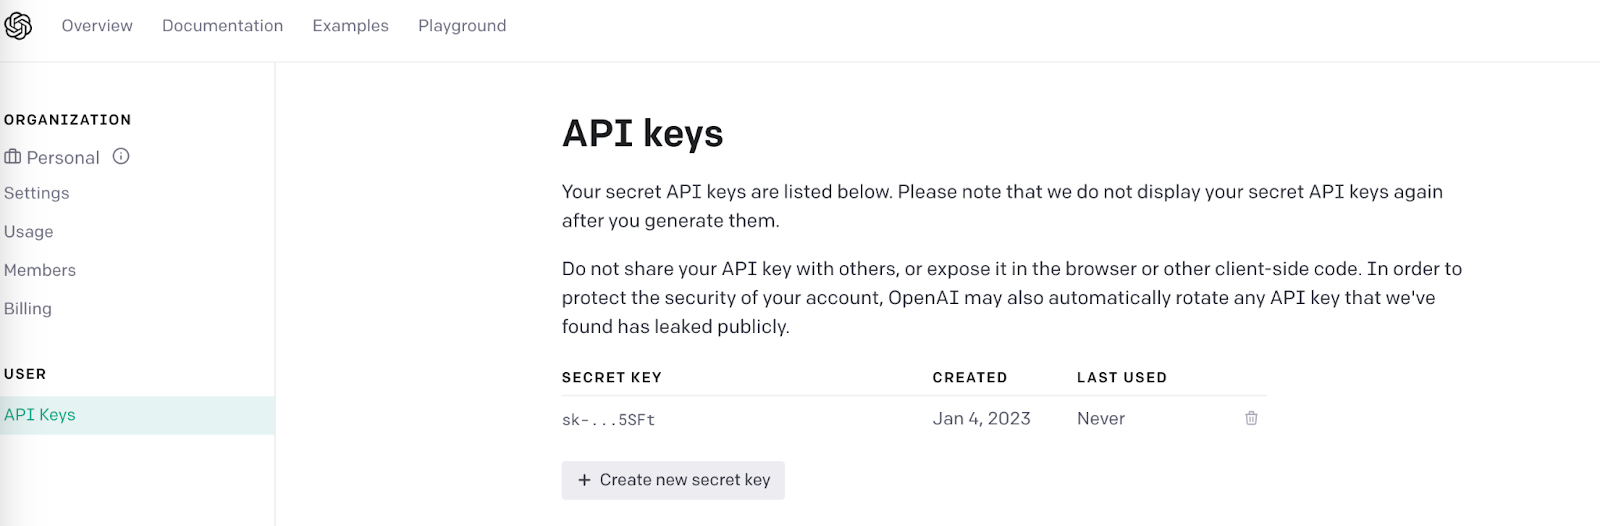 Overview Documentation Examples Playground
ORGANIZATION
Personal
Settings
Usage
Members
Billing
USER
API Keys
API keys
Your secret API keys are listed below. Please note that we do not display your secret API keys again
after you generate them.
Do not share your API key with others, or expose it in the browser or other client-side code. In order to
protect the security of your account, OpenAI may also automatically rotate any API key that we've
found has leaked publicly.
SECRET KEY CREATED LAST USED
sk-...5SFt Jan 4, 2023 Never
+ Create new secret key